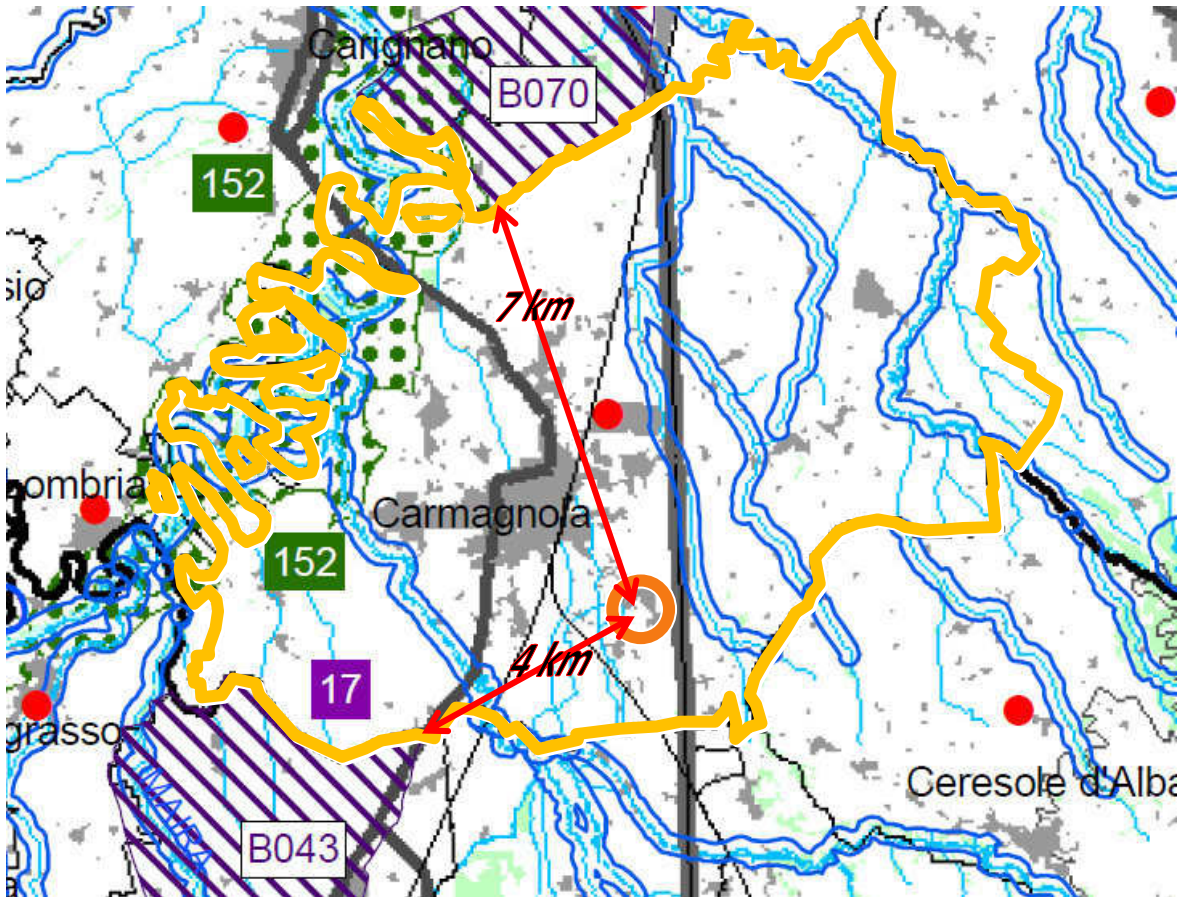 Carignano
B070
152
sio
7 km
ombria
Carmagnola
152
4 km
17
grasso
Ceresole d'Alba
B043